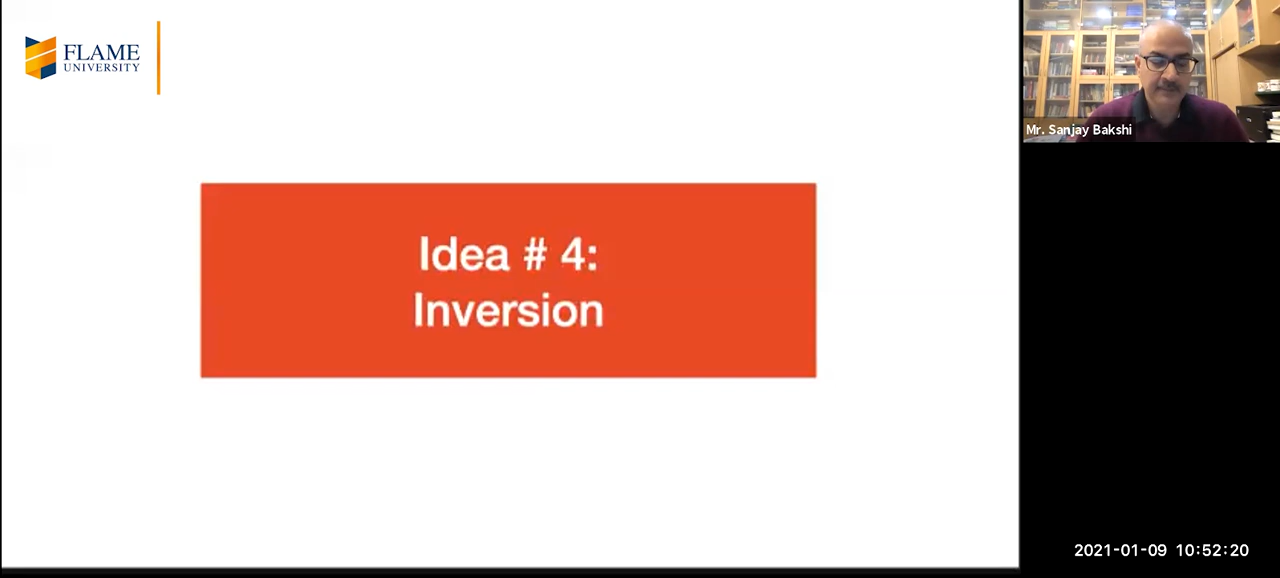 FLAME
UNIVERSITY
Idea # 4:
Inversion
Mr. Sanjay Bakshi
2021-01-09 10:52:20